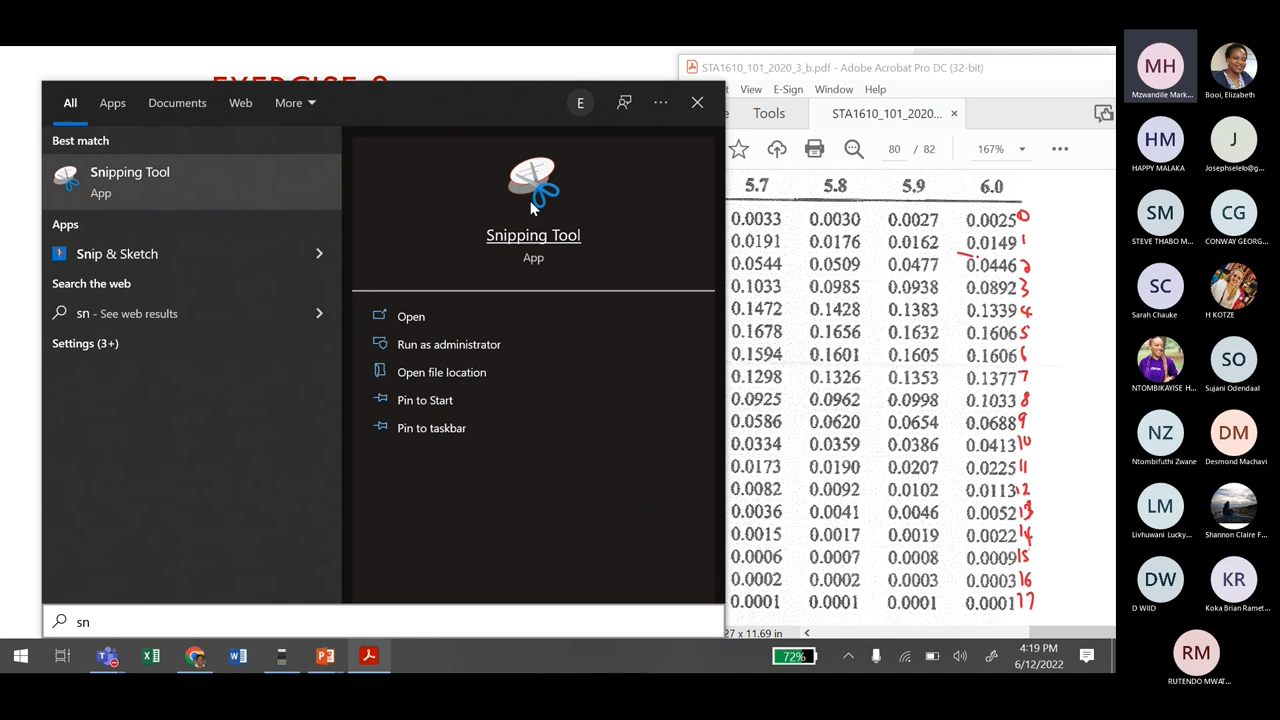 EXERCISE 9
STA1610_101_2020_3_b.pdf - Adobe Acrobat Pro DC (32-bit)
View E-Sign Window Help
e Tools STA1610_101_2020... ×
80 / 82 167%
All Apps Documents Web More E
Best match
Snipping Tool
App
Apps
Snip & Sketch
Search the web
sn - See web results
Settings (3+)
Snipping Tool
App
Open
Run as administrator
Open file location
Pin to Start
Pin to taskbar
sn
5.7 5.8 5.9 6.0
0.0033 0.0030 0.0027 0.0025 0
0.0191 0.0176 0.0162 0.0149 1
0.0544 0.0509 0.0477 0.0446 2
0.1033 0.0985 0.0938 0.0892 3
0.1472 0.1428 0.1383 0.1339 4
0.1678 0.1656 0.1632 0.1606 5
0.1594 0.1601 0.1605 0.1606 6
0.1298 0.1326 0.1353 0.1377 7
0.0925 0.0962 0.0998 0.1033 8
0.0586 0.0620 0.0654 0.0688 9
0.0334 0.0359 0.0386 0.0413 10
0.0173 0.0190 0.0207 0.0225 11
0.0082 0.0092 0.0102 0.0113 12
0.0036 0.0041 0.0046 0.0052 13
0.0015 0.0017 0.0019 0.0022 14
0.0006 0.0007 0.0008 0.0009 15
0.0002 0.0002 0.0003 0.0003 16
0.0001 0.0001 0.0001 0.0001 17
27 x 11.69 in
72%
4:19 PM
6/12/2022
MH
Mzwandile Mark... Booi, Elizabeth
HM J
HAPPY MALAKA Josephselelo@g...
SM CG
STEVE THABO M... CONWAY GEORG...
SC
Sarah Chauke H KOTZE
SO
NTOMBIKAYISE H... Sujani Odendaal
NZ DM
Ntombifuthi Zwane Desmond Machavi
LM
Livhuwani Lucky... Shannon Claire F...
DW KR
D WIID Koka Brian Ramet...
RM
RUTENDO MWAT...